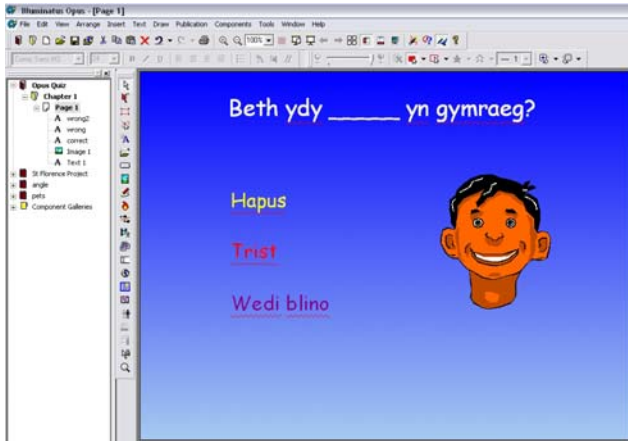 Illuminatus Opus - [Page 1]
File Edit View Arrange Insert Text Draw Publication Components Tools Window Help
100%
Opus Quiz
Chapter 1
Page 1
wrong2
wrong
correct
Image 1
Text 1
St Florence Project
angle
pets
Component Galleries
Beth ydy _____ yn gymraeg?
Hapus
Trist
Wedi blino